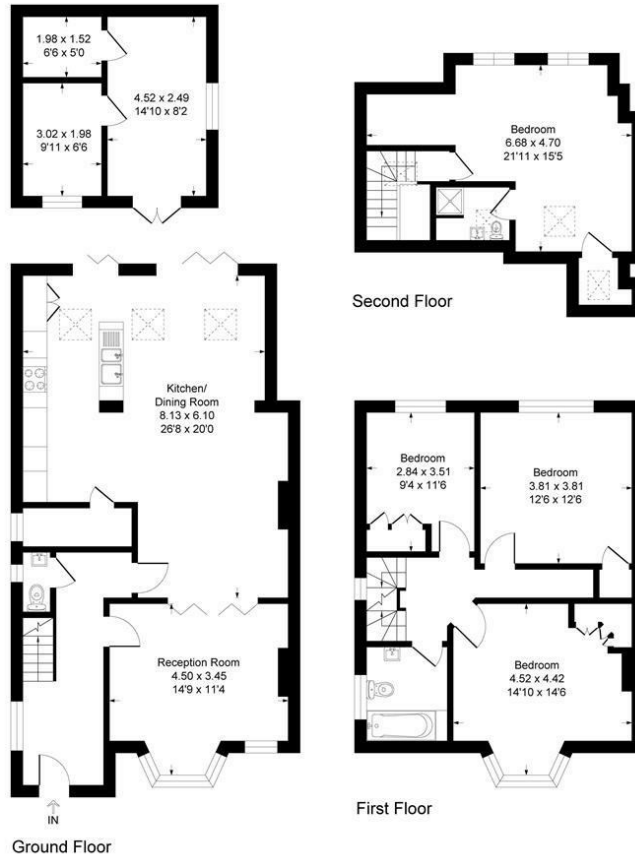 1.98 x 1.52
6'6 x 5'0
4.52 x 2.49
14'10 x 8'2
3.02 x 1.98
9'11 x 6'6
Bedroom
6.68 x 4.70
21'11 x 15'5
Second Floor
Kitchen/
Dining Room
8.13 x 6.10
26'8 x 20'0
Reception Room
4.50 x 3.45
14'9 x 11'4
IN
Ground Floor
Bedroom
2.84 x 3.51
9'4 x 11'6
Bedroom
3.81 x 3.81
12'6 x 12'6
Bedroom
4.52 x 4.42
14'10 x 14'6
First Floor